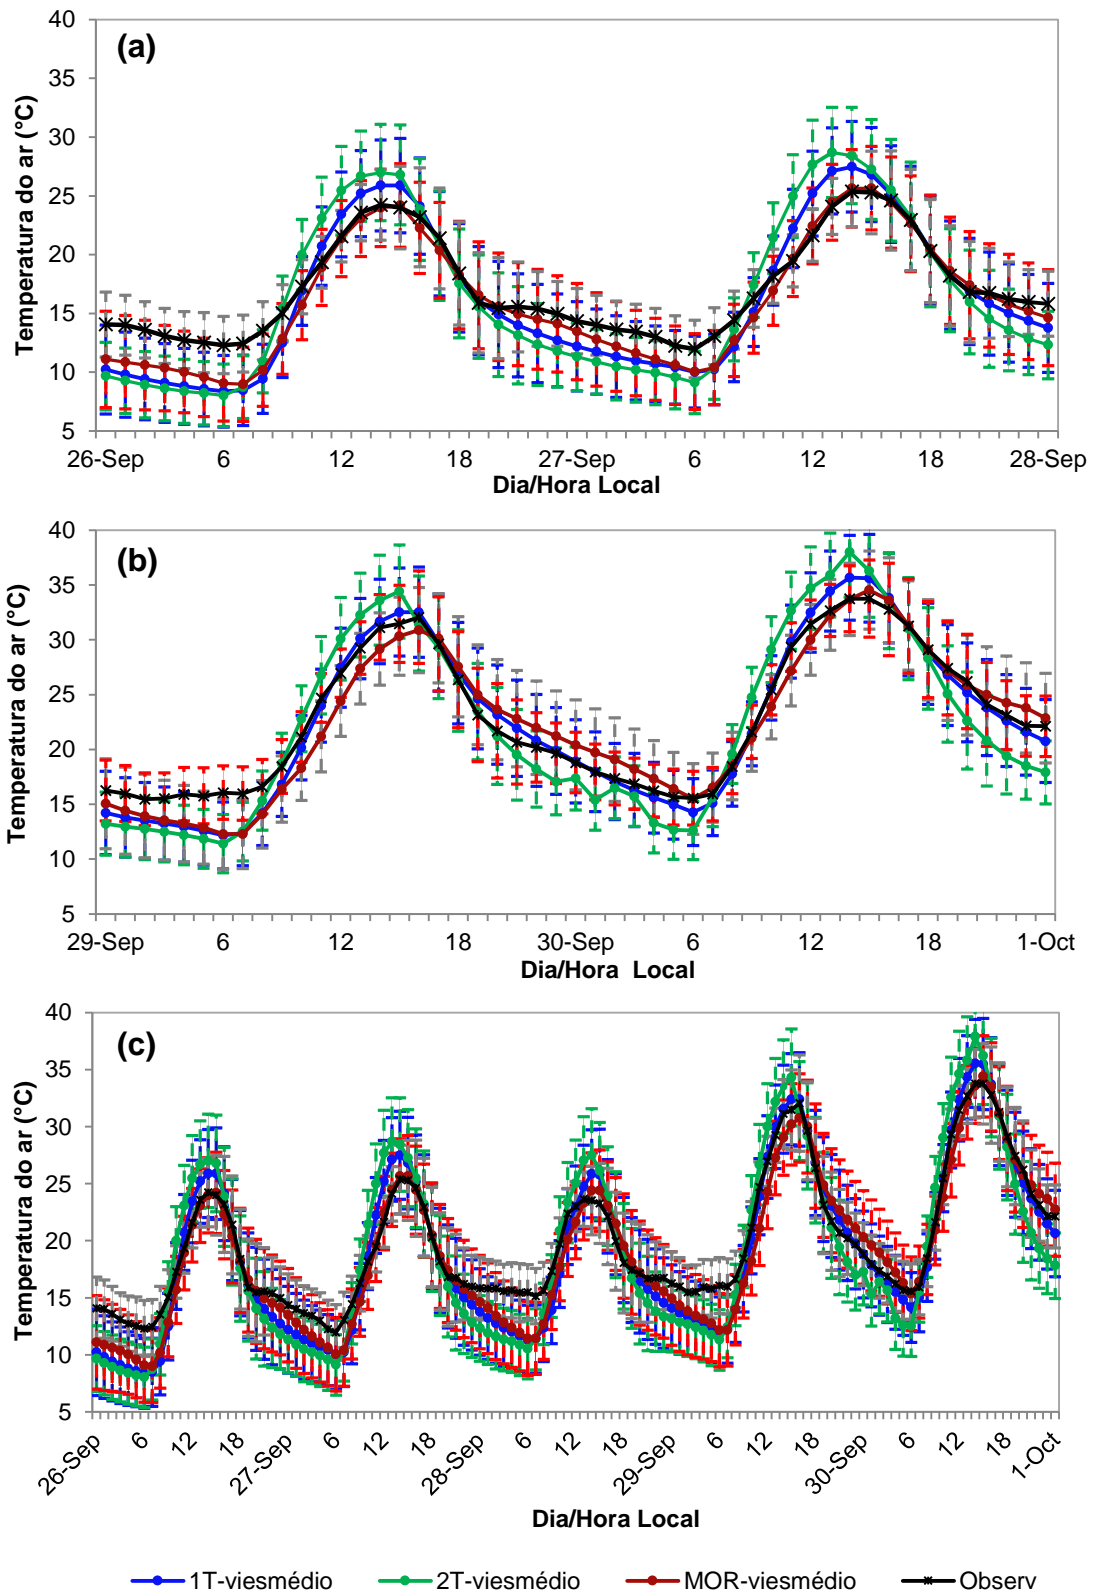 (a)
Temperatura do ar (°C)
40
35
30
25
20
15
10
5
26-Sep 6 12 18 27-Sep 6 12 18 28-Sep
Dia/Hora Local
(b)
Temperatura do ar (°C)
40
35
30
25
20
15
10
5
29-Sep 6 12 18 30-Sep 6 12 18 1-Oct
Dia/Hora Local
(c)
Temperatura do ar (°C)
40
35
30
25
20
15
10
5
26-Sep 6 12 18 27-Sep 6 12 18 28-Sep 6 12 18 29-Sep 6 12 18 30-Sep 6 12 18 1-Oct
Dia/Hora Local
1T-viesmédio 2T-viesmédio MOR-viesmédio Observ